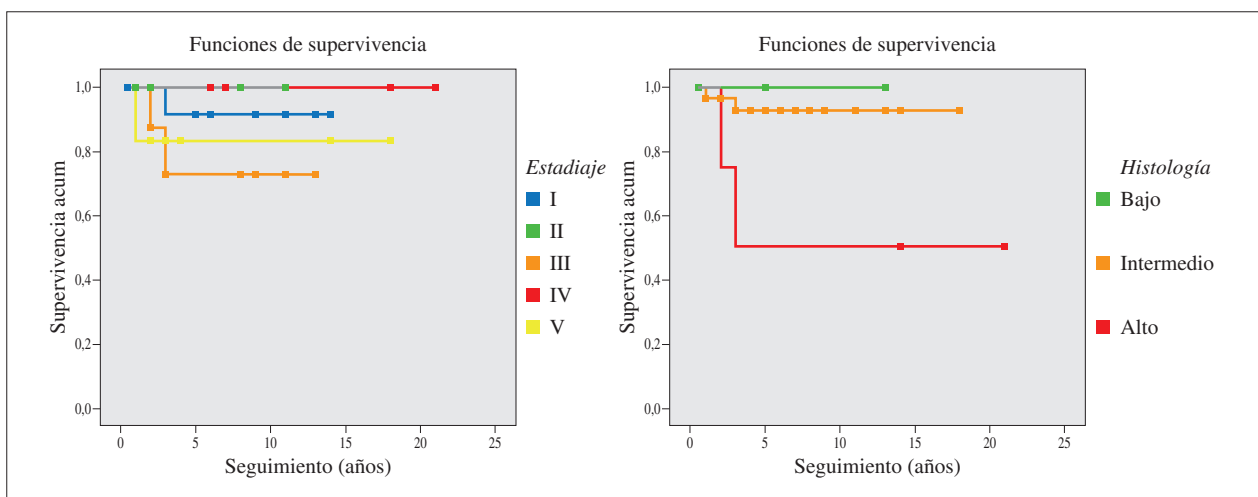 Funciones de supervivencia
Supervivencia acum
1,0
0,8
0,6
0,4
0,2
0,0
0 5 10 15 20 25
Seguimiento (años)
Estadiaje
I
II
III
IV
V
Funciones de supervivencia
Supervivencia acum
1,0
0,8
0,6
0,4
0,2
0,0
0 5 10 15 20 25
Seguimiento (años)
Histología
Bajo
Intermedio
Alto